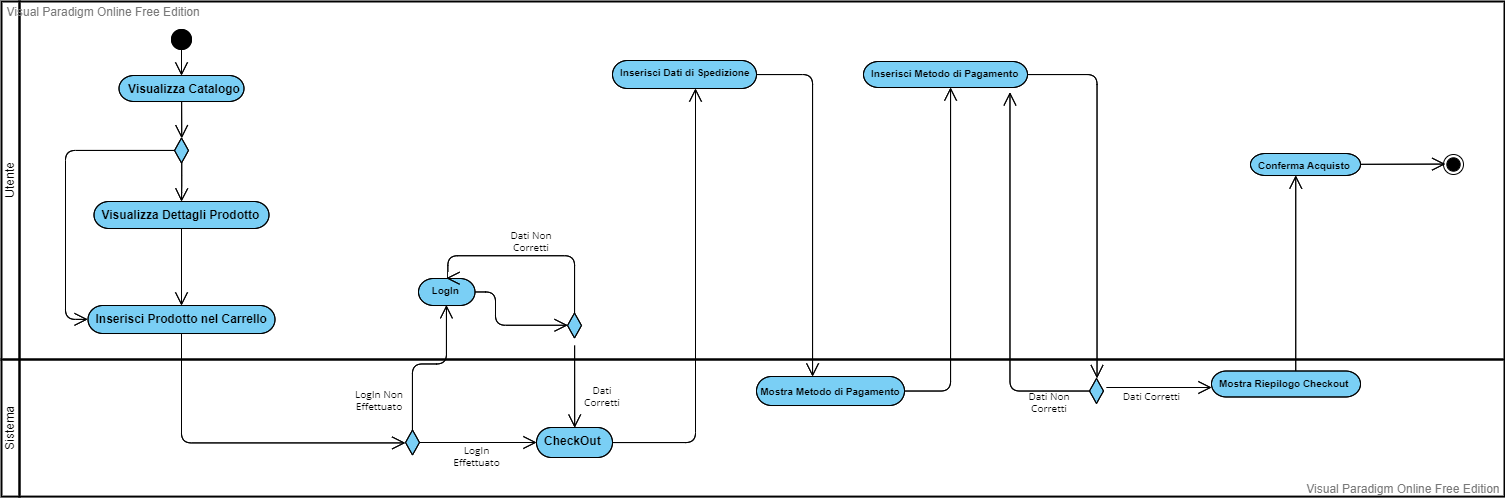 Visual Paradigm Online Free Edition
Utente
Visualizza Catalogo
Visualizza Dettagli Prodotto
Inserisci Prodotto nel Carrello
LogIn
Dati Non
Corretti
Inserisci Dati di Spedizione
Inserisci Metodo di Pagamento
Conferma Acquisto
Sistema
LogIn Non
Effettuato
LogIn
Effettuato
Dati
Corretti
CheckOut
Mostra Metodo di Pagamento
Dati Non
Corretti
Dati Corretti
Mostra Riepilogo Checkout
Visual Paradigm Online Free Edition